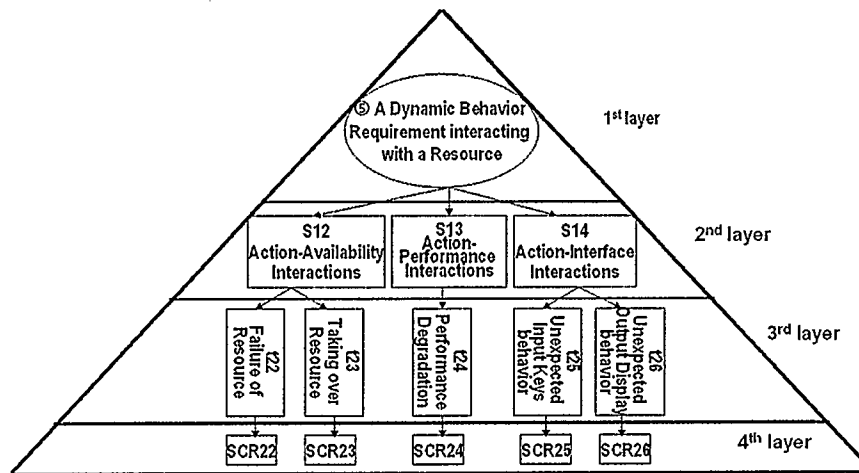 ⑤ A Dynamic Behavior
Requirement interacting
with a Resource
1st layer
S12
Action-Availability
Interactions
S13
Action-
Performance
Interactions
S14
Action-Interface
Interactions
2nd layer
t22
Failure of
Resource
t23
Taking over
Resource
t24
Performance
Degradation
t25
Unexpected
Input Keys
behavior
t26
Unexpected
Output Display
behavior
3rd layer
SCR22
SCR23
SCR24
SCR25
SCR26
4th layer